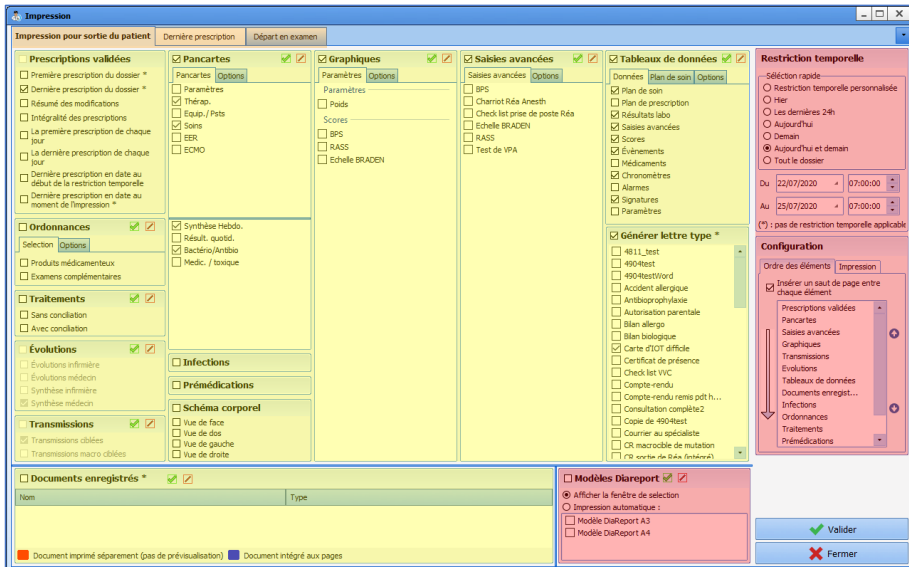 Impression
Impression pour sortie du patient
Dernière prescription
Départ en examen
Prescriptions validées
Première prescription du dossier *
Dernière prescription du dossier *
Résumé des modifications
Intégralité des prescriptions
La première prescription de chaque
jour
La dernière prescription de chaque
jour
Dernière prescription en date au
début de la restriction temporelle
Dernière prescription en date au
moment de l'impression *
Ordonnances
Selection Options
Produits médicamenteux
Examens complémentaires
Traitements
Sans conciliation
Avec conciliation
Évolutions
Évolutions infirmière
Évolutions médecin
Synthèse infirmière
Synthèse médecin
Transmissions
Transmissions ciblées
Transmissions macro ciblées
Pancartes
Pancartes Options
Paramètres
Thérap.
Equip./ Psts
Soins
EER
ECMO
Synthèse Hebdo.
Résult. quotid.
Bactério/Antibio
Medic. / toxique
Infections
Prémédications
Schéma corporel
Vue de face
Vue de dos
Vue de gauche
Vue de droite
Graphiques
Paramètres Options
Paramètres
Poids
Scores
BPS
RASS
Echelle BRADEN
Saisies avancées
Saisies avancées Options
BPS
Charriot Réa Anesth
Check list prise de poste Réa
Echelle BRADEN
RASS
Test de VPA
Tableaux de données
Données Plan de soin Options
Plan de soin
Plan de prescription
Résultats labo
Saisies avancées
Scores
Évènements
Médicaments
Chronomètres
Alarmes
Signatures
Paramètres
Générer lettre type *
4811_test
4904test
4904testWord
Accident allergique
Antibioprophylaxie
Autorisation parentale
Bilan allergo
Bilan biologique
Carte d'IOT difficile
Certificat de présence
Check list VVC
Compte-rendu
Compte-rendu remis pdt h...
Consultation complète2
Copie de 4904test
Courrier au spécialiste
CR macrocible de mutation
CR sortie de Réa (intégré)
Restriction temporelle
Sélection rapide
Restriction temporelle personnalisée
Hier
Les dernières 24h
Aujourd'hui
Demain
Aujourd'hui et demain
Tout le dossier
Du 22/07/2020 07:00:00
Au 25/07/2020 07:00:00
(*) : pas de restriction temporelle applicable
Configuration
Ordre des éléments Impression
Insérer un saut de page entre
chaque élément
Prescriptions validées
Pancartes
Saisies avancées
Graphiques
Transmissions
Evolutions
Tableaux de données
Documents enregist...
Infections
Ordonnances
Traitements
Prémédications
Documents enregistrés *
Nom Type
Document imprimé séparement (pas de prévisualisation) Document intégré aux pages
Modèles Diareport
Afficher la fenêtre de selection
Impression automatique :
Modèle DiaReport A3
Modèle DiaReport A4
Valider
Fermer